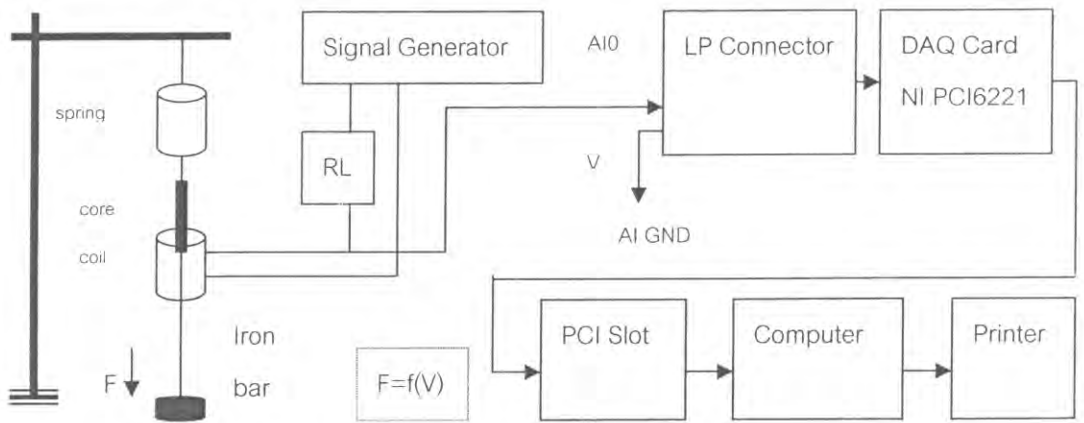 Signal Generator
AI0
LP Connector
DAQ Card
NI PCI6221
spring
RL
V
core
coil
AI GND
Iron
bar
F
F=f(V)
PCI Slot
Computer
Printer